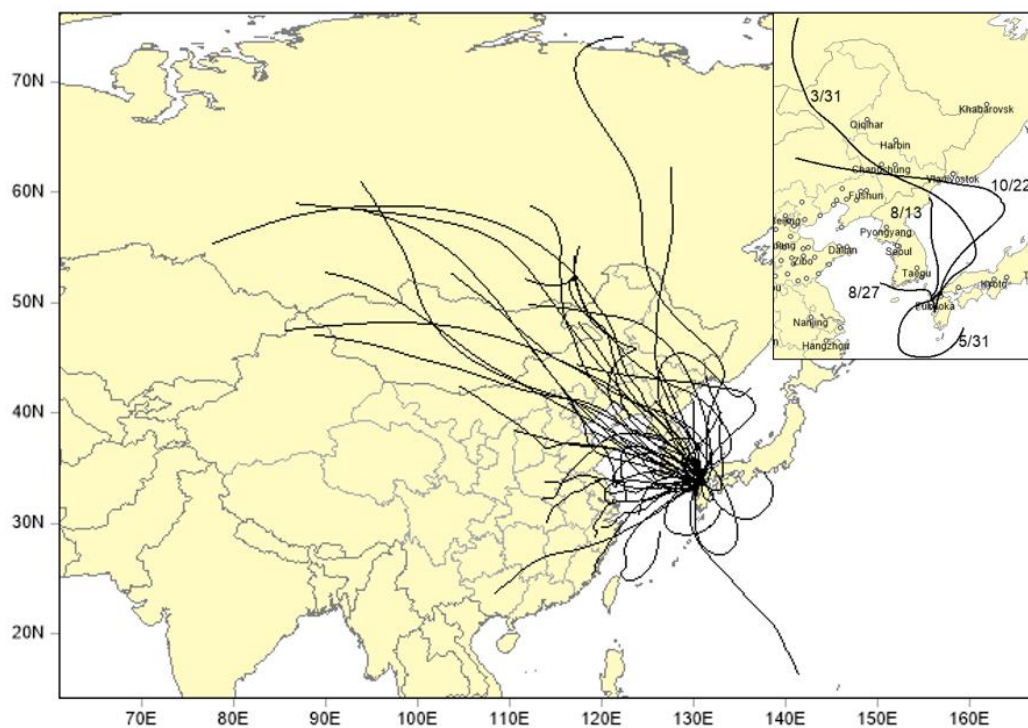 70N
60N
50N
40N
30N
20N
70E
80E
90E
100E
110E
120E
130E
140E
150E
160E
3/31
Khabarovsk
Qiqihar
Harbin
Changchung
Vladivostok
10/22
Fushun
8/13
Pyongyang
Seoul
Dalian
Zibo
Taegu
8/27
Fukuoka
Kyoto
Nanjing
5/31
Hangzhou